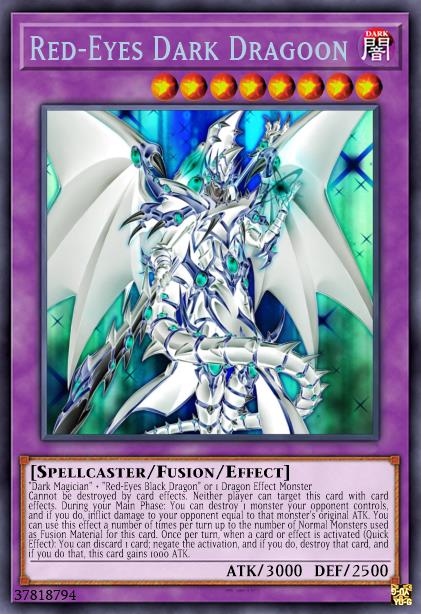 Red-Eyes Dark Dragoon
DARK
闇
[Spellcaster/Fusion/Effect]
"Dark Magician" + "Red-Eyes Black Dragon" or 1 Dragon Effect Monster
Cannot be destroyed by card effects. Neither player can target this card with card
effects. During your Main Phase: You can destroy 1 monster your opponent controls,
and if you do, inflict damage to your opponent equal to that monster's original ATK. You
can use this effect a number of times per turn up to the number of Normal Monsters used
as Fusion Material for this card. Once per turn, when a card or effect is activated (Quick
Effect): You can discard 1 card; negate the activation, and if you do, destroy that card, and
if you do that, this card gains 1000 ATK.
ATK/3000 DEF/2500
37818794